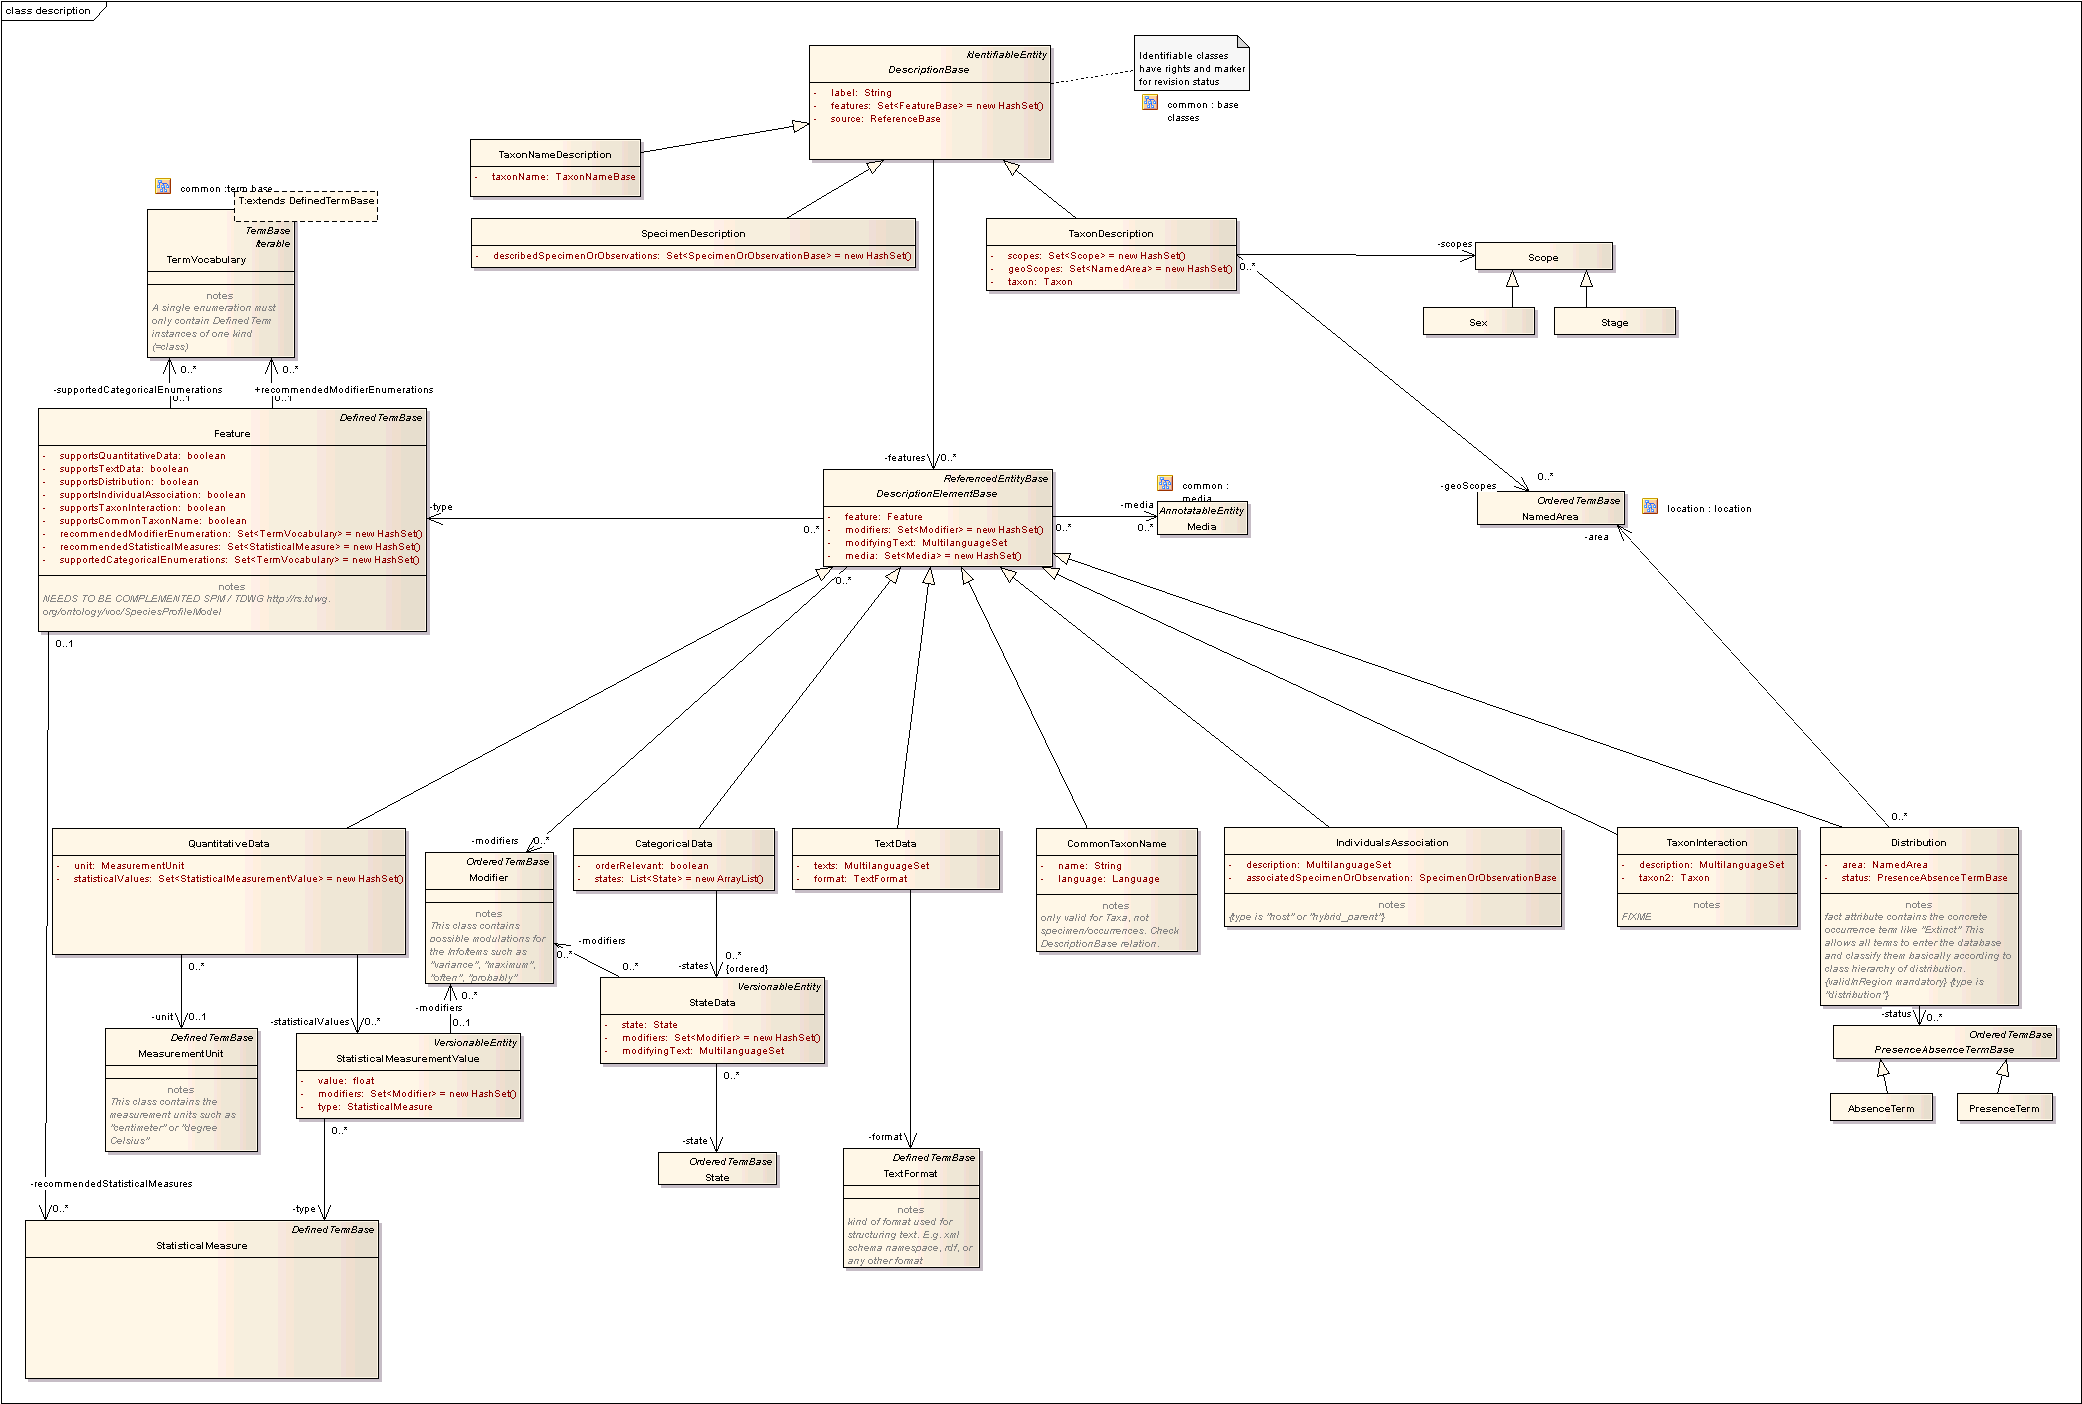 class description
IdentifiableEntity
DescriptionBase
- label: String
- features: Set<FeatureBase> = new HashSet()
- source: ReferenceBase
Identifiable classes
have rights and marker
for revision status
common : base
classes
TaxonNameDescription
- taxonName: TaxonNameBase
common :term base
T:extends DefinedTermBase
TermBase
Iterable
TermVocabulary
notes
A single enumeration must
only contain DefinedTerm
instances of one kind
(=class)
SpecimenDescription
- describedSpecimenOrObservations: Set<SpecimenOrObservationBase> = new HashSet()
TaxonDescription
- scopes: Set<Scope> = new HashSet()
- geoScopes: Set<NamedArea> = new HashSet()
- taxon: Taxon
0..*
-scopes
Scope
Sex
Stage
0..*
0..*
-supportedCategoricalEnumerations
+recommendedModifierEnumerations
0..1
0..1
DefinedTermBase
Feature
- supportsQuantitativeData: boolean
- supportsTextData: boolean
- supportsDistribution: boolean
- supportsIndividualAssociation: boolean
- supportsTaxonInteraction: boolean
- supportsCommonTaxonName: boolean
- recommendedModifierEnumeration: Set<TermVocabulary> = new HashSet()
- recommendedStatisticalMeasures: Set<StatisticalMeasure> = new HashSet()
- supportedCategoricalEnumerations: Set<TermVocabulary> = new HashSet()
notes
NEEDS TO BE COMPLEMENTED SPM / TDWG http://rs.tdwg.
org/ontology/voc/SpeciesProfileModel
0..1
-type
0..*
-features
0..*
ReferencedEntityBase
DescriptionElementBase
- feature: Feature
- modifiers: Set<Modifier> = new HashSet()
- modifyingText: MultilanguageSet
- media: Set<Media> = new HashSet()
0..*
0..*
-media
0..*
common :
media
AnnotatableEntity
Media
-geoScopes
0..*
OrderedTermBase
NamedArea
location : location
-area
QuantitativeData
- unit: MeasurementUnit
- statisticalValues: Set<StatisticalMeasurementValue> = new HashSet()
-modifiers
0..*
OrderedTermBase
Modifier
notes
This class contains
possible modulations for
the InfoItems such as
"variance", "maximum",
"often", "probably"
CategoricalData
- orderRelevant: boolean
- states: List<State> = new ArrayList()
TextData
- texts: MultilanguageSet
- format: TextFormat
CommonTaxonName
- name: String
- language: Language
notes
only valid for Taxa, not
specimen/occurrences. Check
DescriptionBase relation.
IndividualsAssociation
- description: MultilanguageSet
- associatedSpecimenOrObservation: SpecimenOrObservationBase
notes
{type is "host" or "hybrid_parent"}
TaxonInteraction
- description: MultilanguageSet
- taxon2: Taxon
notes
FIXME
0..*
Distribution
- area: NamedArea
- status: PresenceAbsenceTermBase
notes
fact attribute contains the concrete
occurrence term like "Extinct" This
allows all terms to enter the database
and classify them basically according to
class hierarchy of distribution.
{validInRegion mandatory} {type is
"distribution"}
-status
0..*
OrderedTermBase
PresenceAbsenceTermBase
AbsenceTerm
PresenceTerm
-modifiers
0..*
0..*
-states
0..*
{ordered}
VersionableEntity
StateData
- state: State
- modifiers: Set<Modifier> = new HashSet()
- modifyingText: MultilanguageSet
0..*
-state
OrderedTermBase
State
0..*
-unit
0..1
DefinedTermBase
MeasurementUnit
notes
This class contains the
measurement units such as
"centimeter" or "degree
Celsius"
-statisticalValues
0..*
0..*
-modifiers
0..1
VersionableEntity
StatisticalMeasurementValue
- value: float
- modifiers: Set<Modifier> = new HashSet()
- type: StatisticalMeasure
0..*
-type
-format
DefinedTermBase
TextFormat
notes
kind of format used for
structuring text. E.g. xml
schema namespace, rdf, or
any other format
-recommendedStatisticalMeasures
0..*
DefinedTermBase
StatisticalMeasure